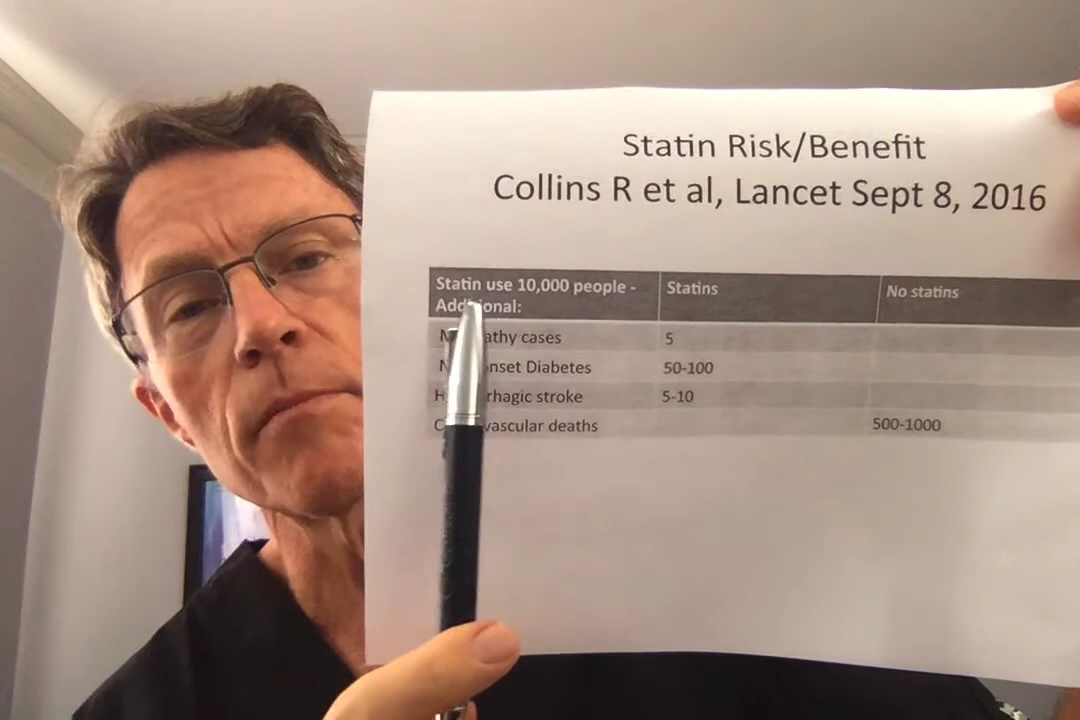 Statin Risk/Benefit
Collins R et al, Lancet Sept 8, 2016
Statin use 10,000 people - Statins No statins
Additional:
cases 5
Diabetes 50-100
stroke 5-10
deaths 500-1000